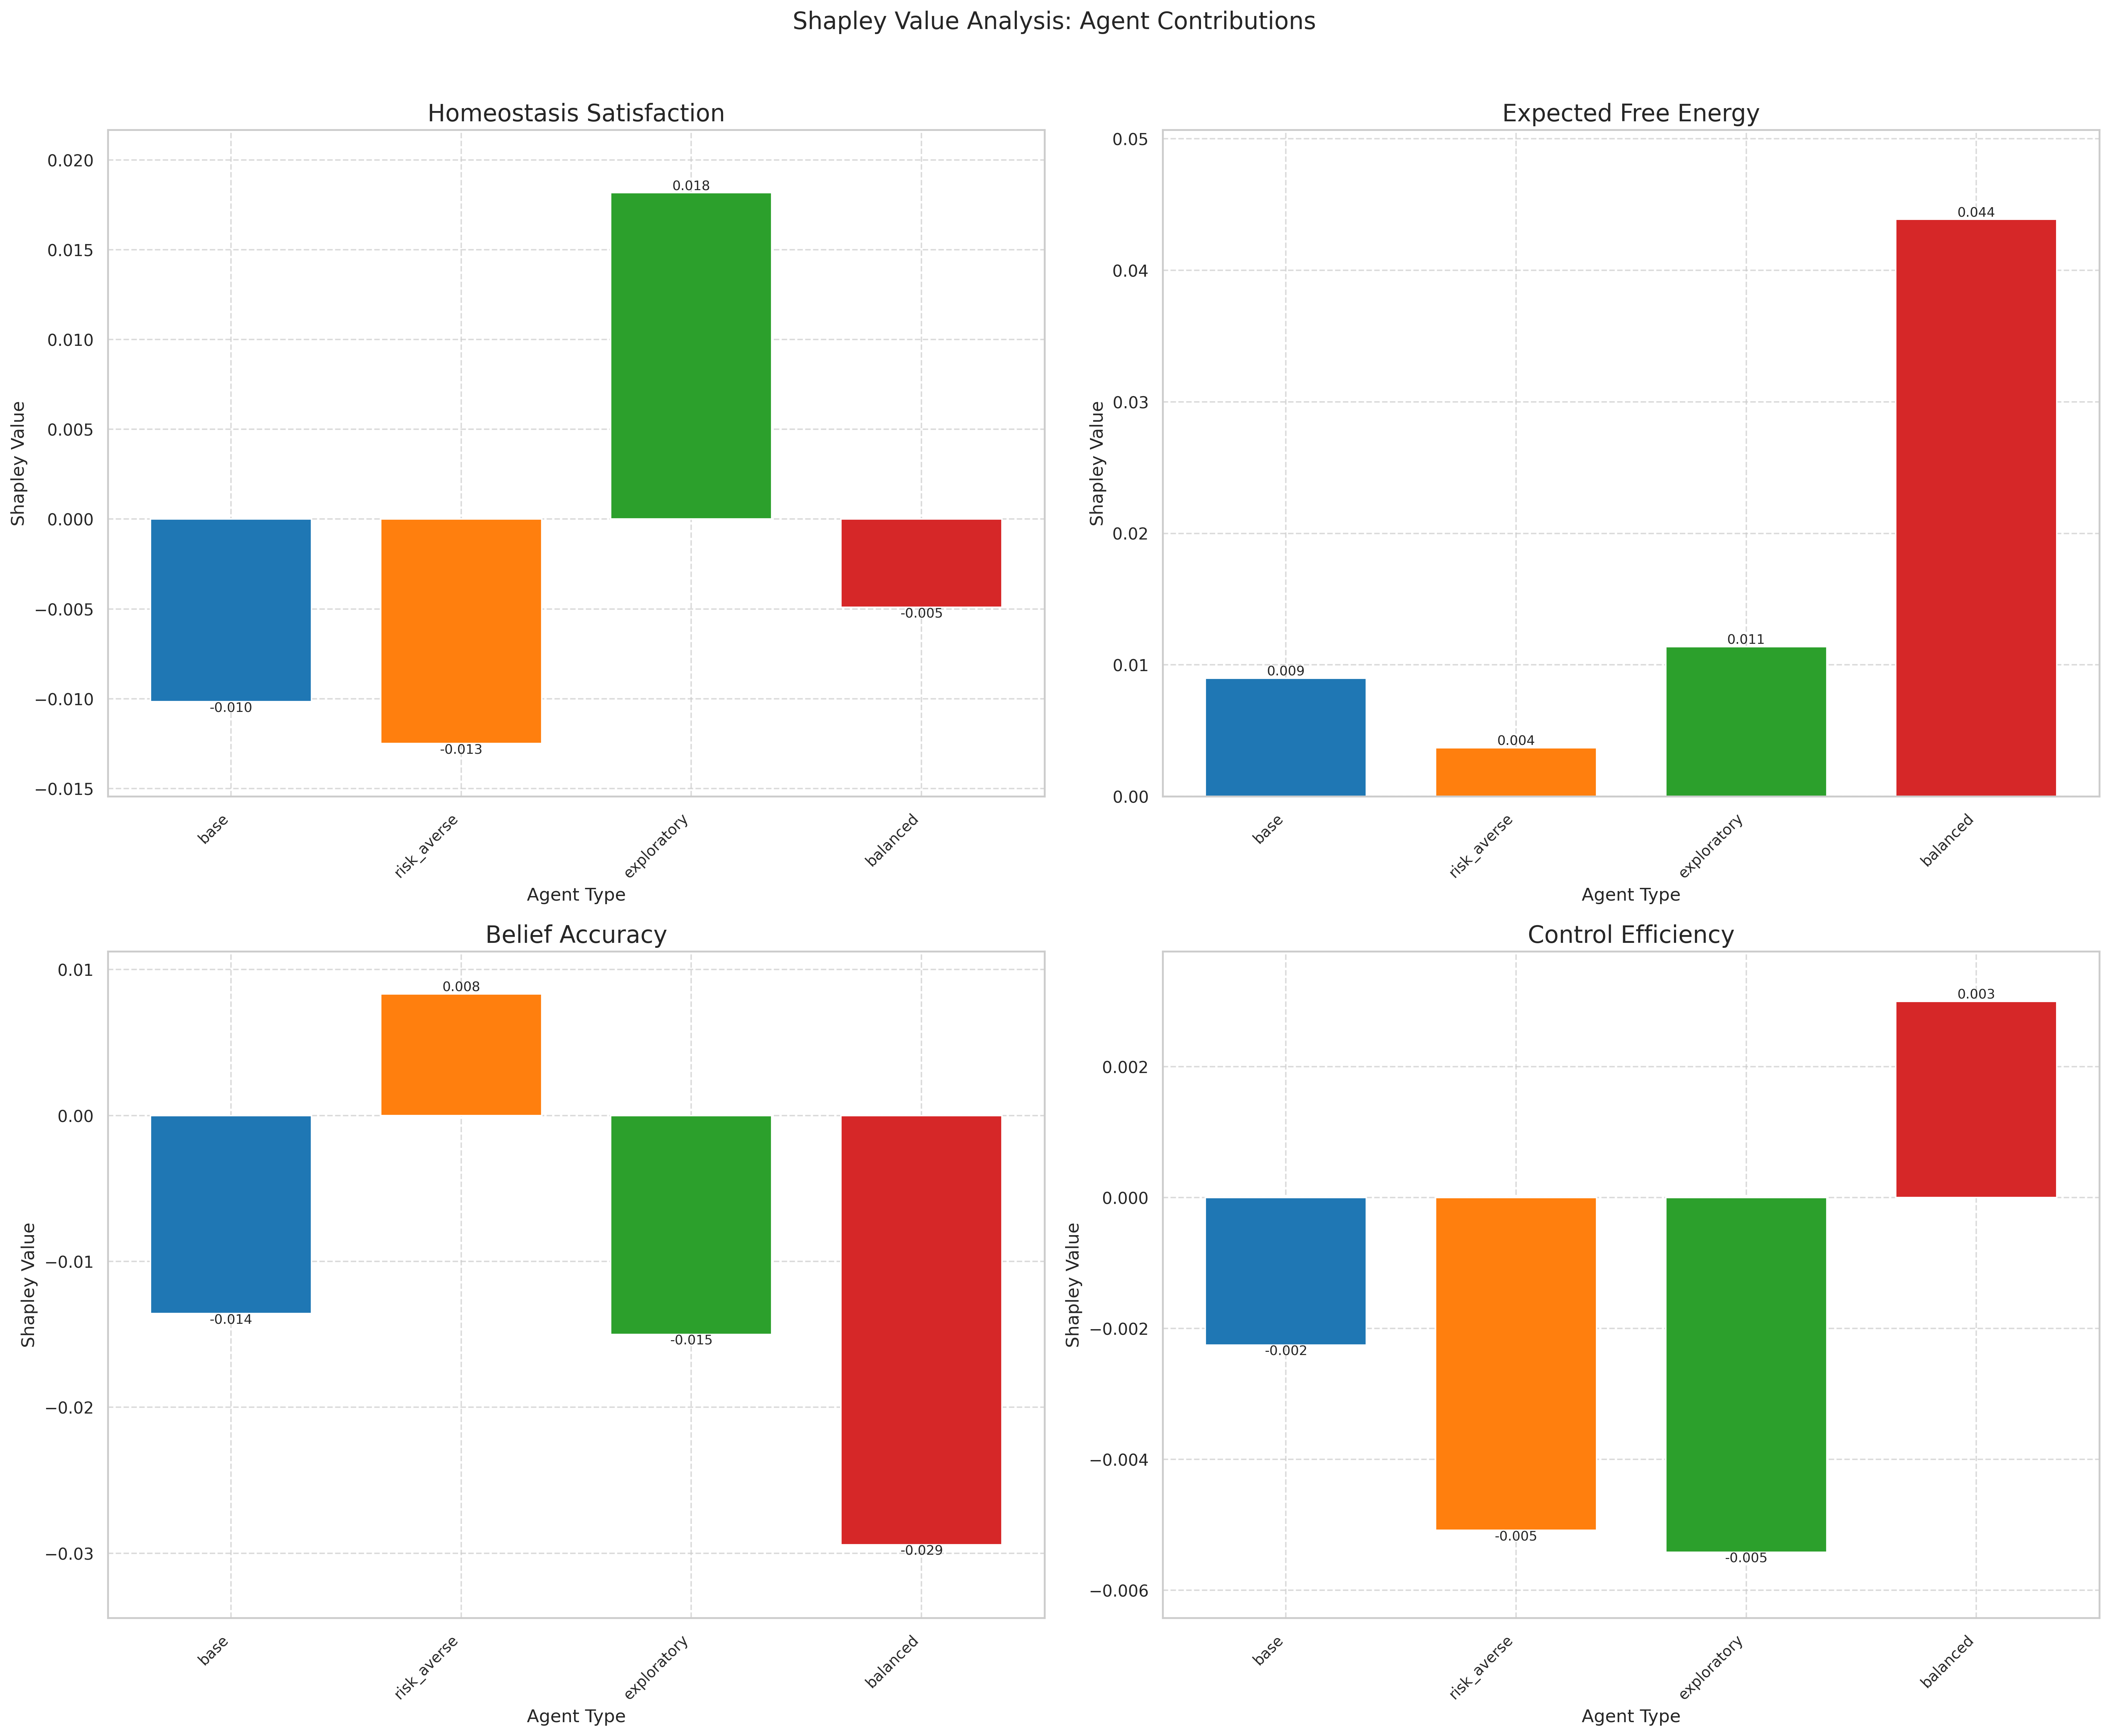 Shapley Value Analysis: Agent Contributions
Homeostasis Satisfaction
Shapley Value
0.020
0.015
0.010
0.005
0.000
−0.005
−0.010
−0.015
-0.010
-0.013
0.018
-0.005
base
risk_averse
exploratory
balanced
Agent Type
Expected Free Energy
Shapley Value
0.05
0.04
0.03
0.02
0.01
0.00
0.009
0.004
0.011
0.044
base
risk_averse
exploratory
balanced
Agent Type
Belief Accuracy
Shapley Value
0.01
0.00
−0.01
−0.02
−0.03
-0.014
0.008
-0.015
-0.029
base
risk_averse
exploratory
balanced
Agent Type
Control Efficiency
Shapley Value
0.002
0.000
−0.002
−0.004
−0.006
-0.002
-0.005
-0.005
0.003
base
risk_averse
exploratory
balanced
Agent Type